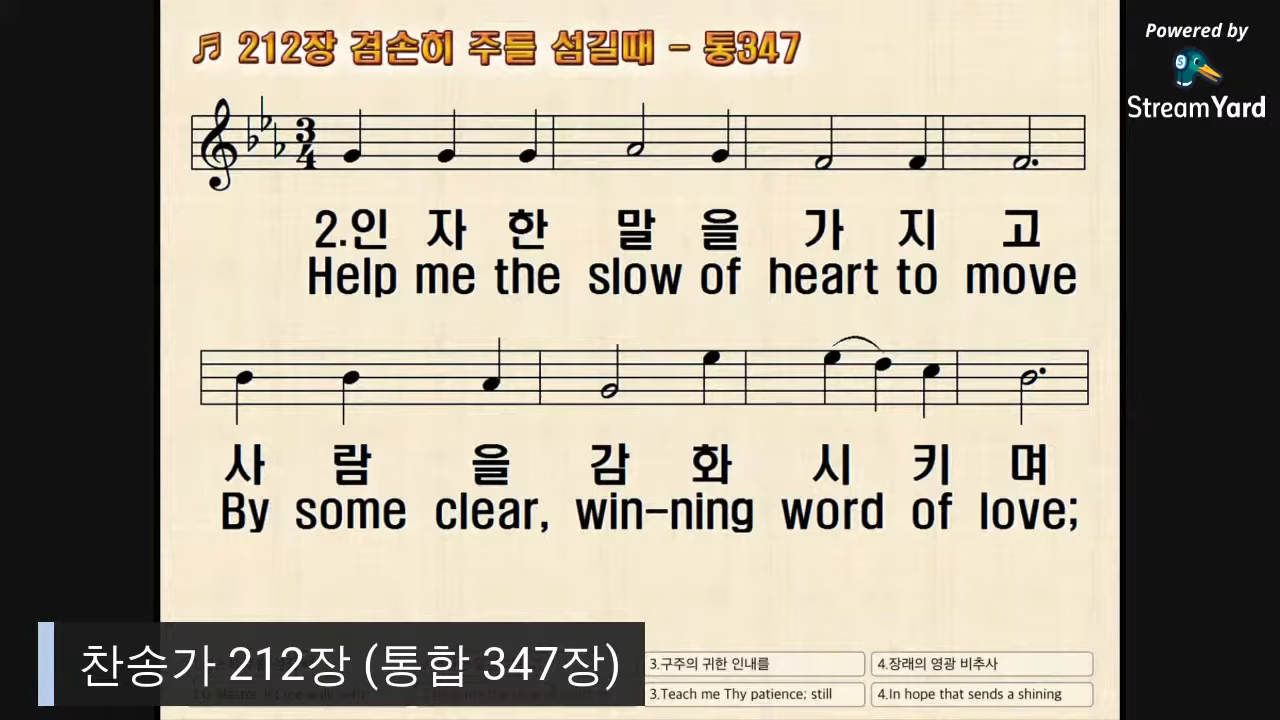 ♬ 212장 겸손히 주를 섬길때 - 통347
Powered by
StreamYard
3
4
2.인 자 한 말 을 가 지 고
Help me the slow of heart to move
사 람 을 감 화 시 키 며
By some clear, win-ning word of love;
찬송가 212장 (통합 347장)
3.구주의 귀한 인내를
4.장래의 영광 비추사
3.Teach me Thy patience; still
4.In hope that sends a shining